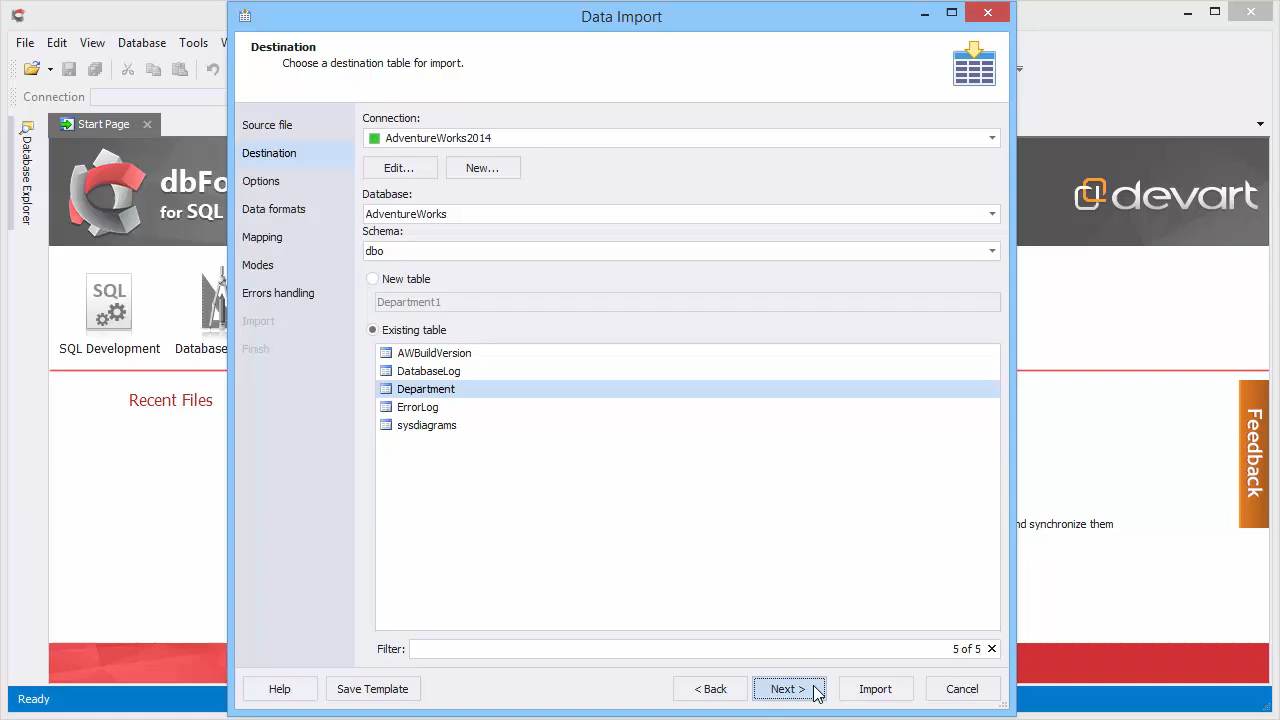 Data Import
File Edit View Database Tools
Connection
Destination
Choose a destination table for import.
Start Page
Database Explorer
for SQL
devart
SQL
SQL Development
Recent Files
Feedback
nd synchronize them
Source file
Destination
Options
Data formats
Mapping
Modes
Errors handling
Import
Finish
Connection:
AdventureWorks2014
Edit... New...
Database:
AdventureWorks
Schema:
dbo
New table
Department1
Existing table
AWBuildVersion
DatabaseLog
Department
ErrorLog
sysdiagrams
Filter: 5 of 5
Help Save Template < Back Next > Import Cancel
Ready